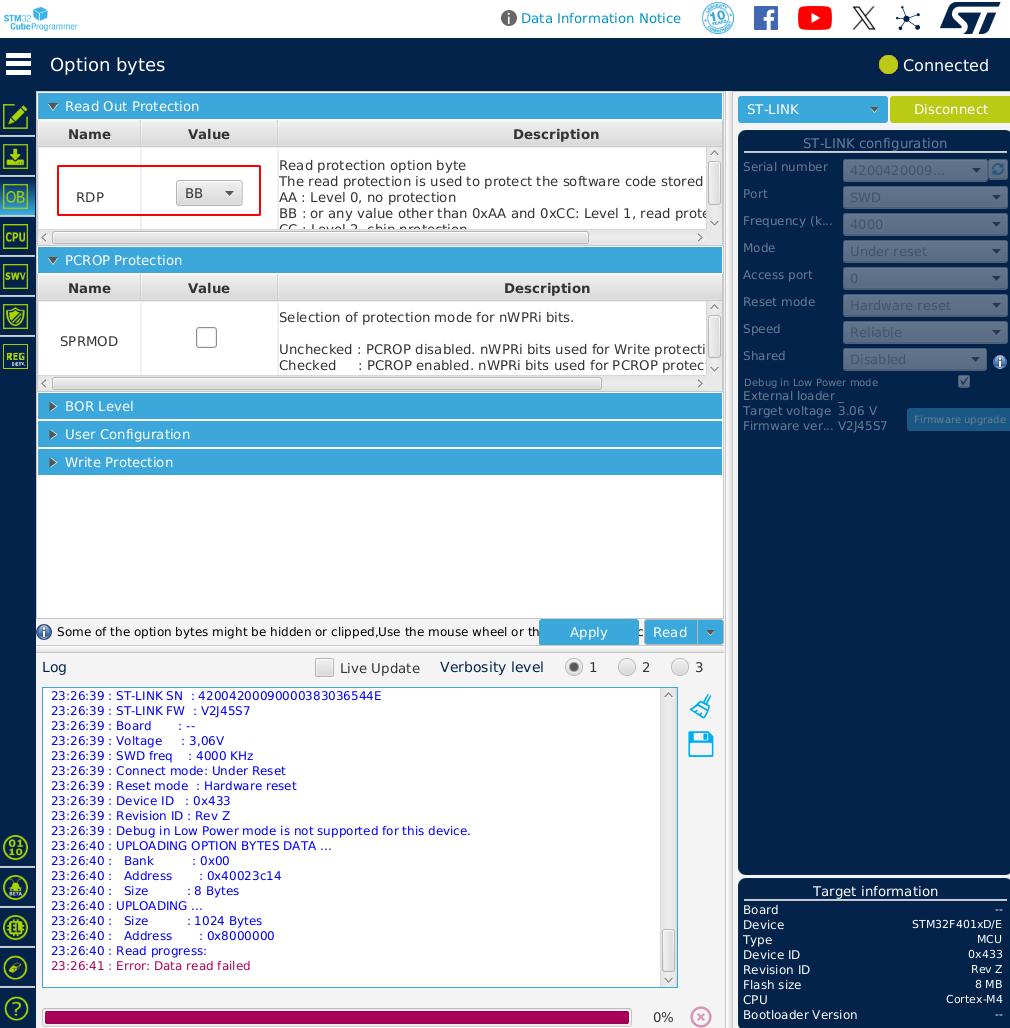 STM32
CubeProgrammer
Data Information Notice
10
Option bytes
Connected
Read Out Protection
Name Value Description
RDP BB
Read protection option byte
The read protection is used to protect the software code stored
AA : Level 0, no protection
BB : or any value other than 0xAA and 0xCC: Level 1, read prote
CC : Level 2, chip protection
PCROP Protection
Name Value Description
SPRMOD
Selection of protection mode for nWPRi bits.
Unchecked : PCROP disabled. nWPRi bits used for Write protecti
Checked : PCROP enabled. nWPRi bits used for PCROP protec
BOR Level
User Configuration
Write Protection
Some of the option bytes might be hidden or clipped,Use the mouse wheel or th
Apply
Read
OB
CPU
SWV
REG
BETA
ST-LINK
Disconnect
ST-LINK configuration
Serial number 4200420009...
Port SWD
Frequency (k... 4000
Mode Under reset
Access port 0
Reset mode Hardware reset
Speed Reliable
Shared Disabled
Debug in Low Power mode
External loader _
Target voltage 3.06 V
Firmware ver... V2J45S7
Firmware upgrade
Log
Live Update
Verbosity level 1 2 3
23:26:39 : ST-LINK SN : 42004200090000383036544E
23:26:39 : ST-LINK FW : V2J45S7
23:26:39 : Board : --
23:26:39 : Voltage : 3,06V
23:26:39 : SWD freq : 4000 KHz
23:26:39 : Connect mode: Under Reset
23:26:39 : Reset mode : Hardware reset
23:26:39 : Device ID : 0x433
23:26:39 : Revision ID : Rev Z
23:26:39 : Debug in Low Power mode is not supported for this device.
23:26:40 : UPLOADING OPTION BYTES DATA ...
23:26:40 : Bank : 0x00
23:26:40 : Address : 0x40023c14
23:26:40 : Size : 8 Bytes
23:26:40 : UPLOADING ...
23:26:40 : Size : 1024 Bytes
23:26:40 : Address : 0x8000000
23:26:40 : Read progress:
23:26:41 : Error: Data read failed
0%
Target information
Board --
Device STM32F401xD/E
Type MCU
Device ID 0x433
Revision ID Rev Z
Flash size 8 MB
CPU Cortex-M4
Bootloader Version --